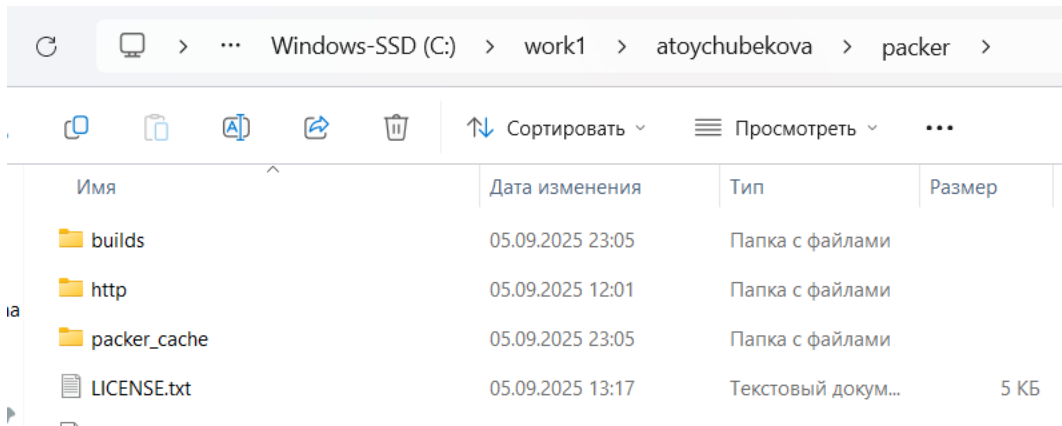 ··· Windows-SSD (C:) > work1 > atoychubekova > packer >
Сортировать Просмотреть ···
Имя Дата изменения Тип Размер
builds 05.09.2025 23:05 Папка с файлами
http 05.09.2025 12:01 Папка с файлами
packer_cache 05.09.2025 23:05 Папка с файлами
LICENSE.txt 05.09.2025 13:17 Текстовый докум... 5 КБ